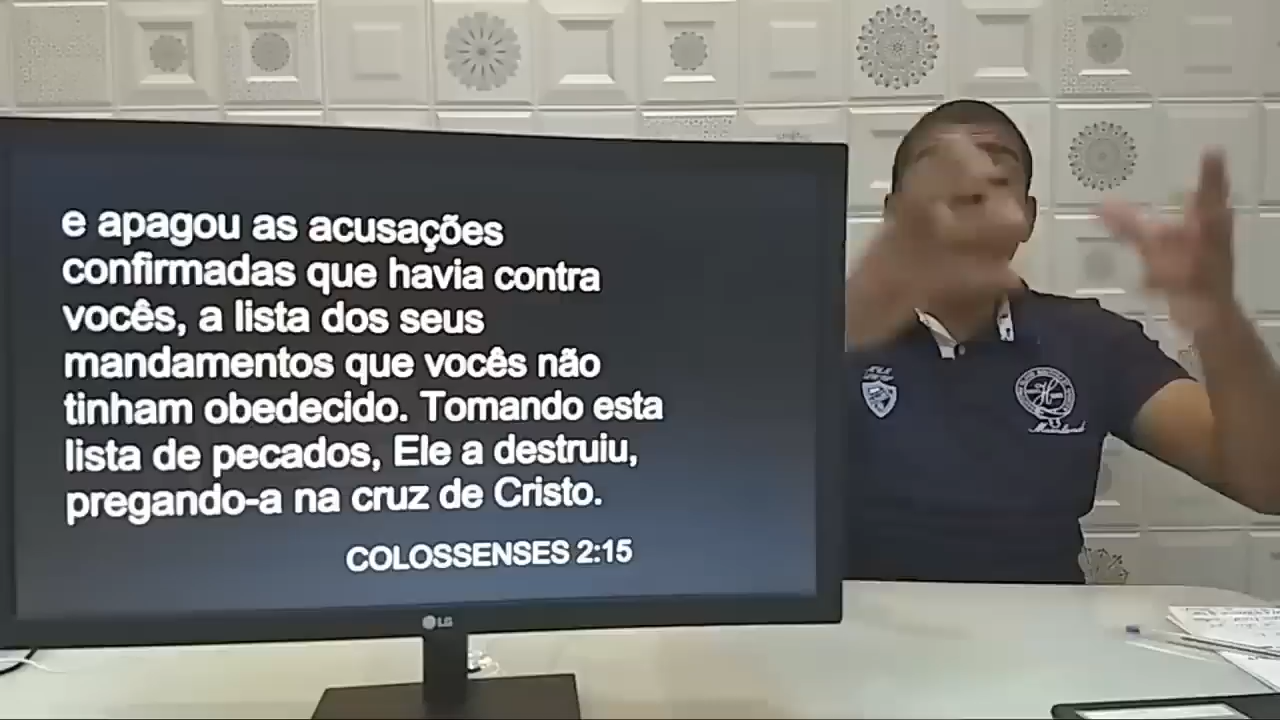 e apagou as acusações
confirmadas que havia contra
vocês, a lista dos seus
mandamentos que vocês não
tinham obedecido. Tomando esta
lista de pecados, Ele a destruiu,
pregando-a na cruz de Cristo.
COLOSSENSES 2:15
LG